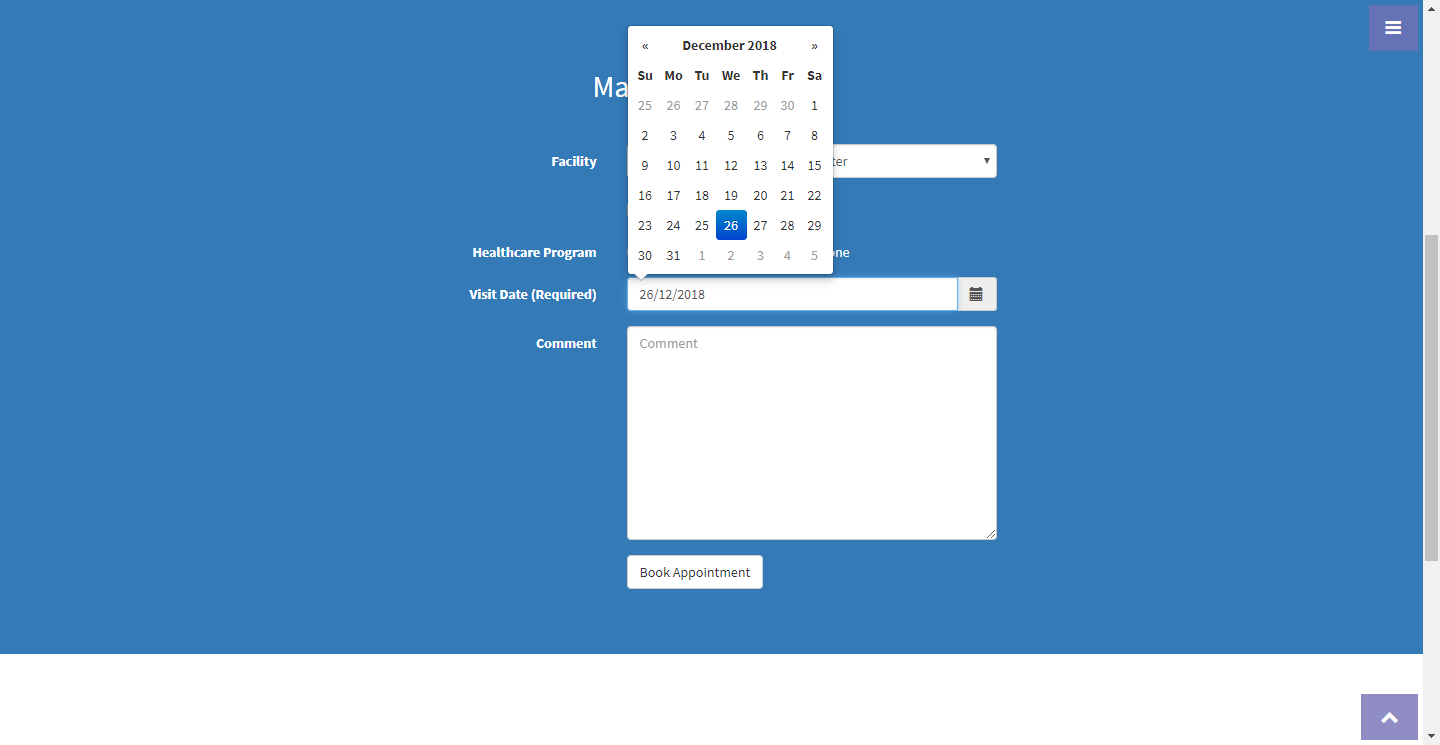 « December 2018 »
Su Mo Tu We Th Fr Sa
25 26 27 28 29 30 1
2 3 4 5 6 7 8
9 10 11 12 13 14 15
16 17 18 19 20 21 22
23 24 25 26 27 28 29
30 31 1 2 3 4 5
Ma
Facility
ter
Healthcare Program
one
Visit Date (Required)
26/12/2018
Comment
Comment
Book Appointment